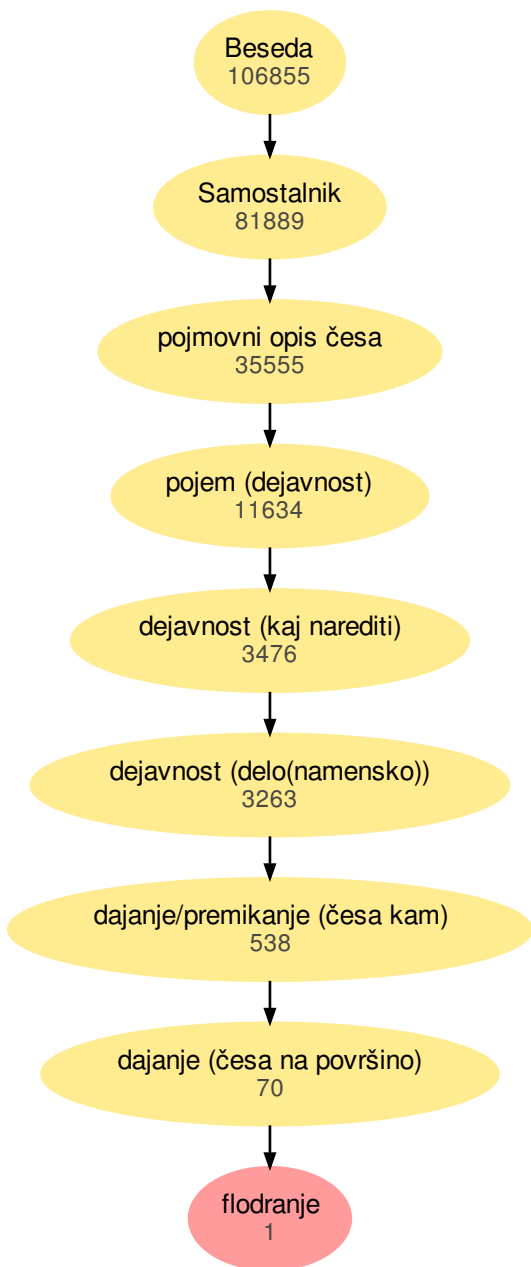 Beseda
106855
Samostalnik
81889
pojmovni opis česa
35555
pojem (dejavnost)
11634
dejavnost (kaj narediti)
3476
dejavnost (delo(namensko))
3263
dajanje/premikanje (česa kam)
538
dajanje (česa na površino)
70
flodranje
1